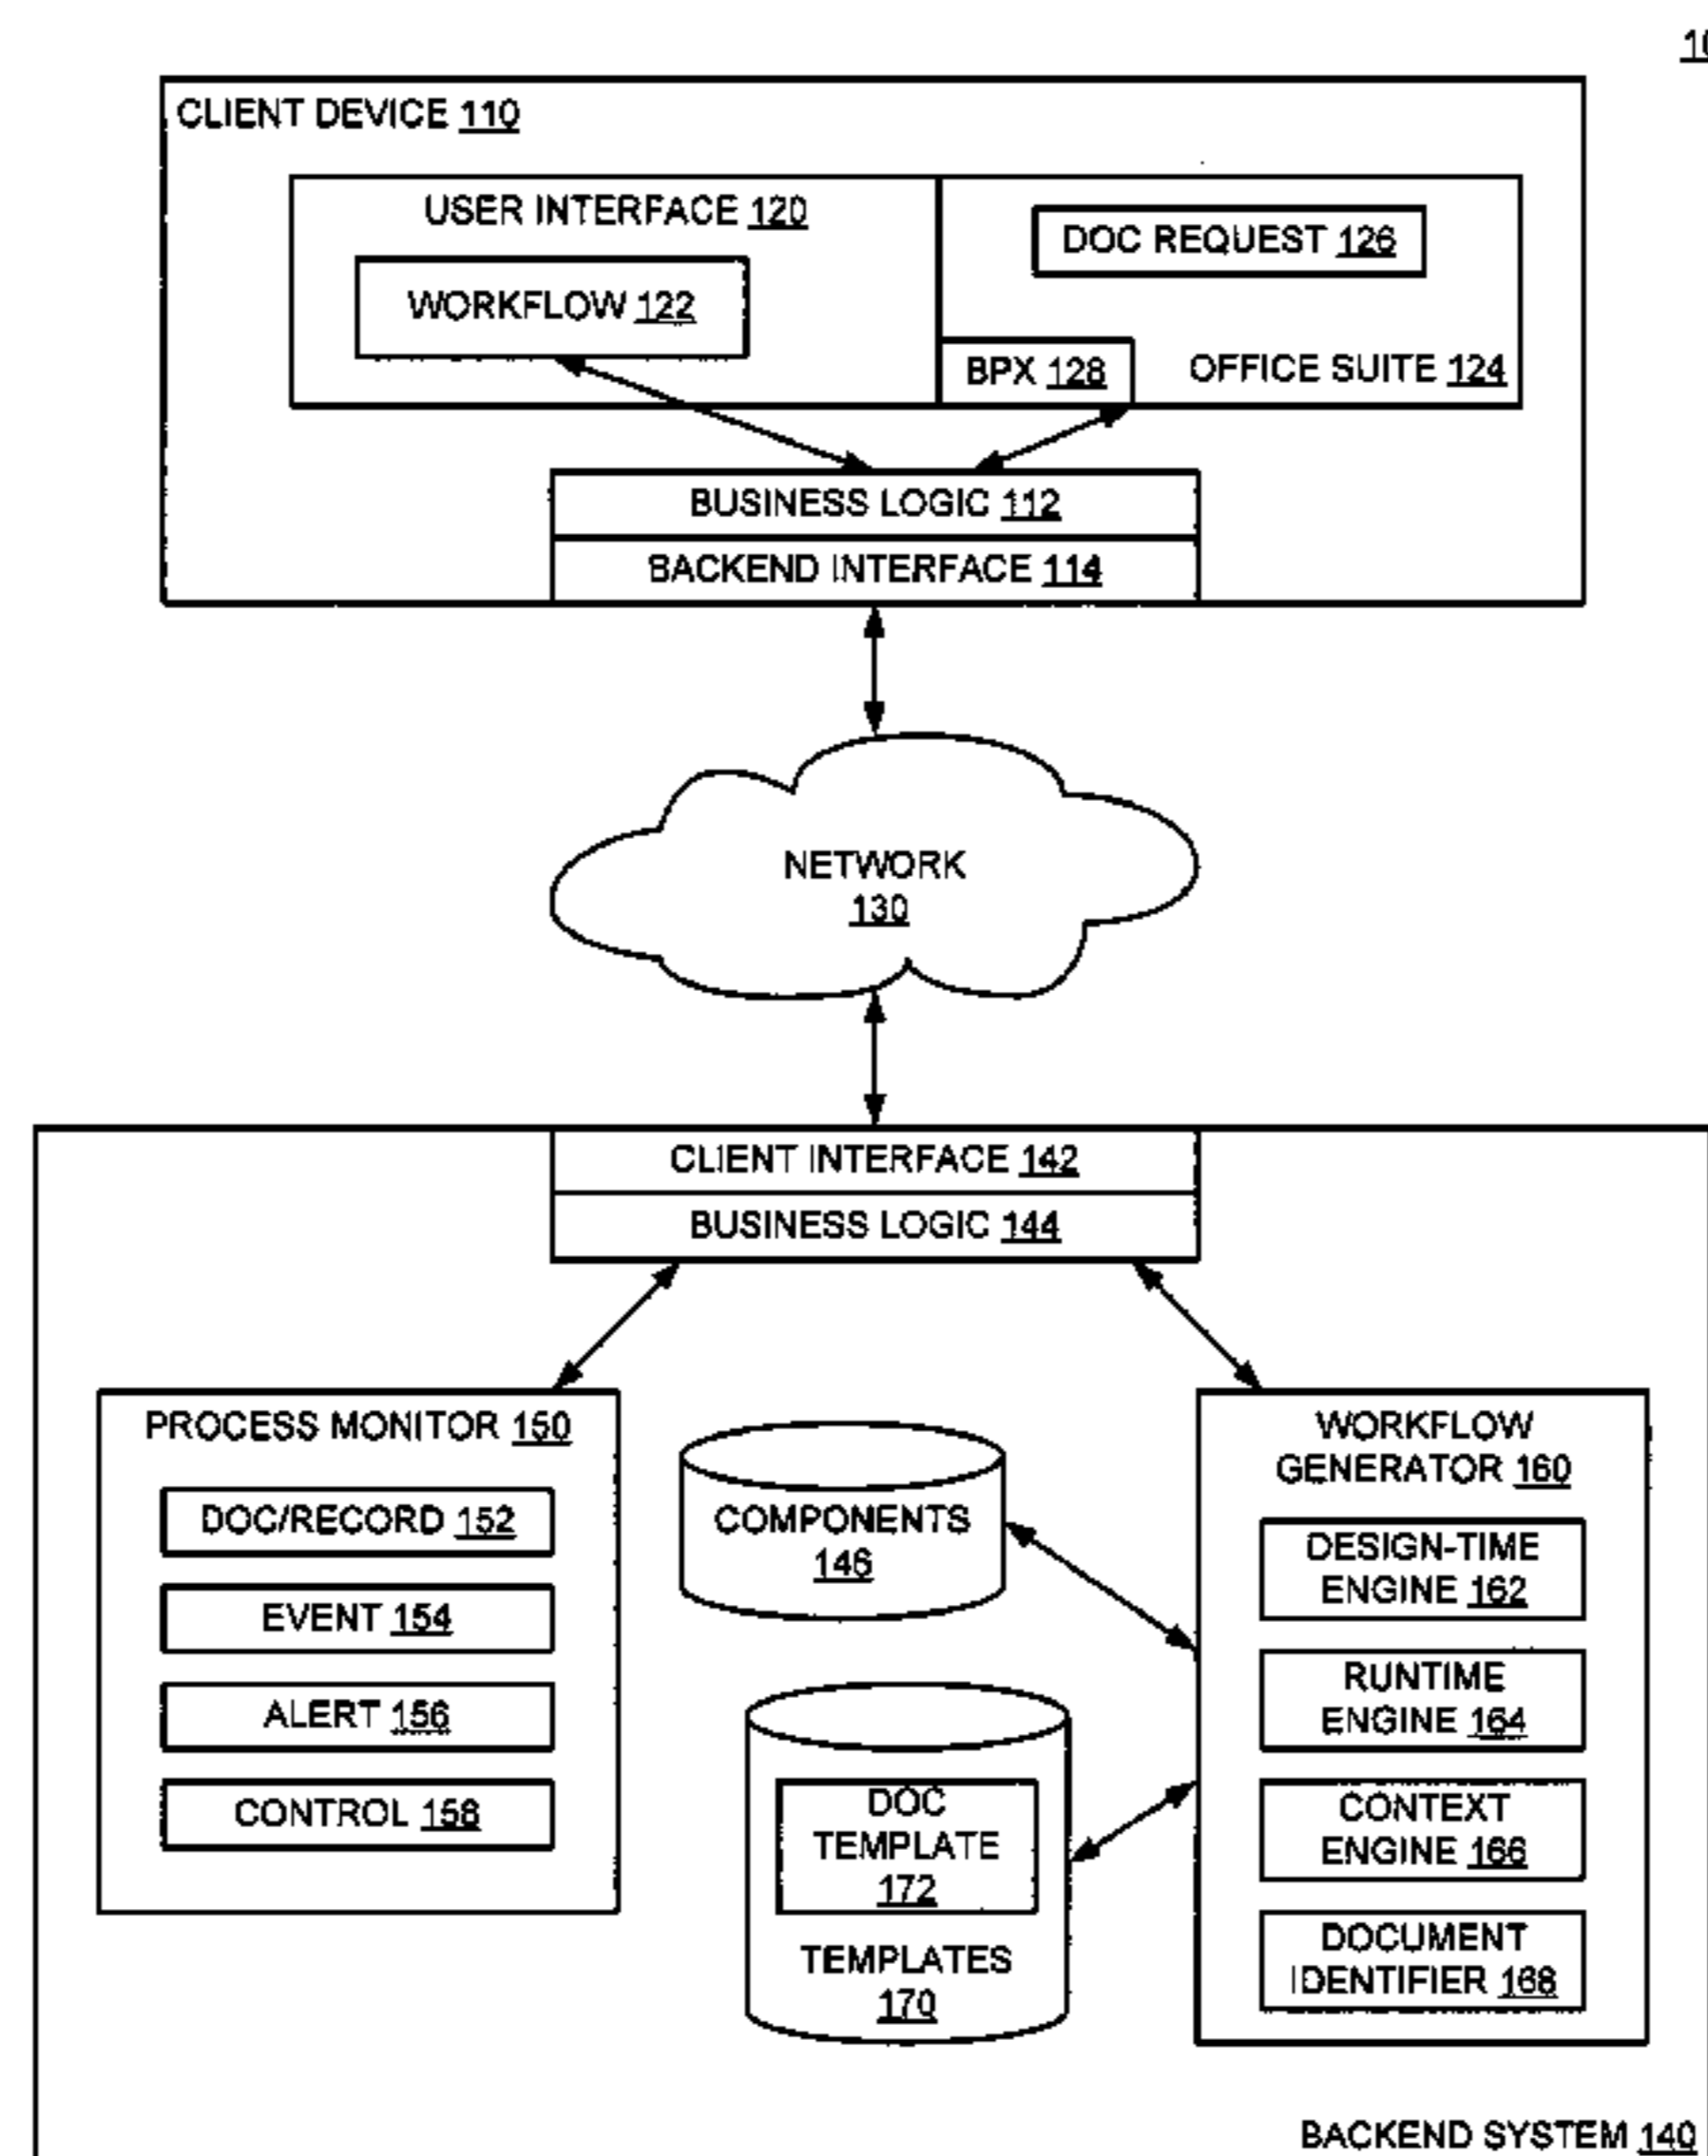 CLIENT DEVICE 110
USER INTERFACE 120
WORKFLOW 122
DOC REQUEST 126
BPX 128
OFFICE SUITE 124
BUSINESS LOGIC 112
BACKEND INTERFACE 114
NETWORK
130
CLIENT INTERFACE 142
BUSINESS LOGIC 144
PROCESS MONITOR 150
DOC/RECORD 152
EVENT 154
ALERT 156
CONTROL 158
COMPONENTS
146
DOC
TEMPLATE
172
TEMPLATES
170
WORKFLOW
GENERATOR 160
DESIGN-TIME
ENGINE 162
RUNTIME
ENGINE 164
CONTEXT
ENGINE 166
DOCUMENT
IDENTIFIER 168
BACKEND SYSTEM 140